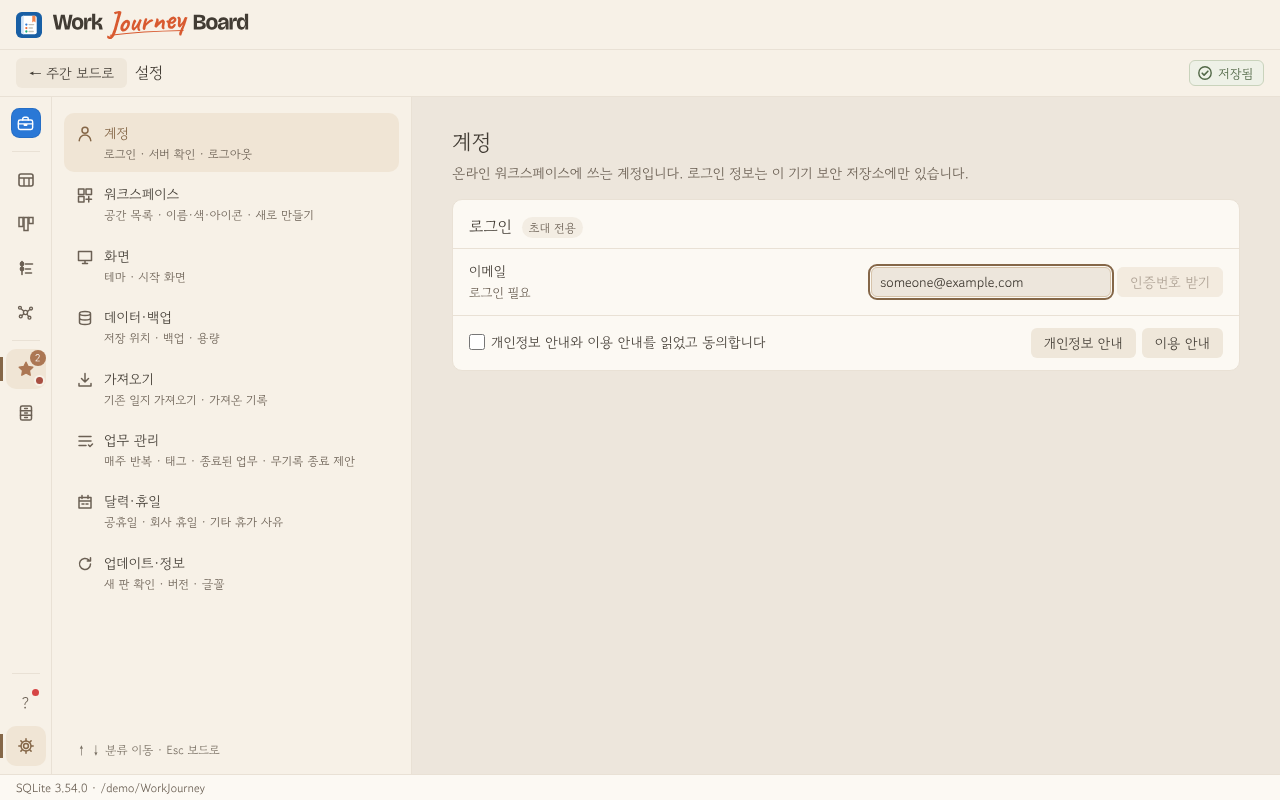 Work Journey Board
← 주간 보드로 설정
저장됨
계정
로그인 · 서버 확인 · 로그아웃
워크스페이스
공간 목록 · 이름·색·아이콘 · 새로 만들기
화면
테마 · 시작 화면
데이터·백업
저장 위치 · 백업 · 용량
가져오기
기존 일지 가져오기 · 가져온 기록
업무 관리
매주 반복 · 태그 · 종료된 업무 · 무기록 종료 제안
달력·휴일
공휴일 · 회사 휴일 · 기타 휴가 사유
업데이트·정보
새 판 확인 · 버전 · 글꼴
2
?
↑ ↓ 분류 이동 · Esc 보드로
계정
온라인 워크스페이스에 쓰는 계정입니다. 로그인 정보는 이 기기 보안 저장소에만 있습니다.
로그인 초대 전용
이메일
로그인 필요
someone@example.com 인증번호 받기
개인정보 안내와 이용 안내를 읽었고 동의합니다 개인정보 안내 이용 안내
SQLite 3.54.0 · /demo/WorkJourney